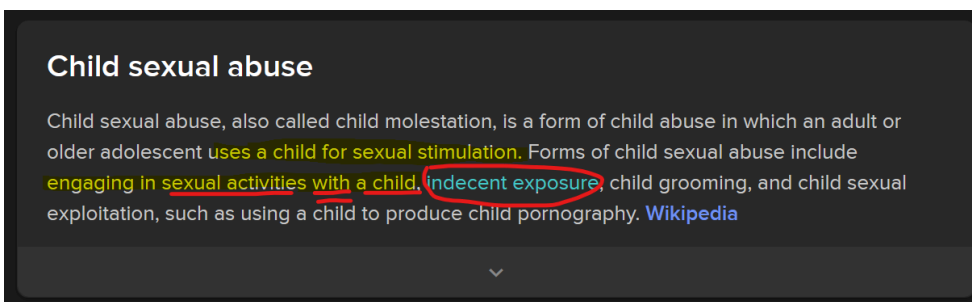 Child sexual abuse
Child sexual abuse, also called child molestation, is a form of child abuse in which an adult or
older adolescent uses a child for sexual stimulation. Forms of child sexual abuse include
engaging in sexual activities with a child, indecent exposure, child grooming, and child sexual
exploitation, such as using a child to produce child pornography. Wikipedia